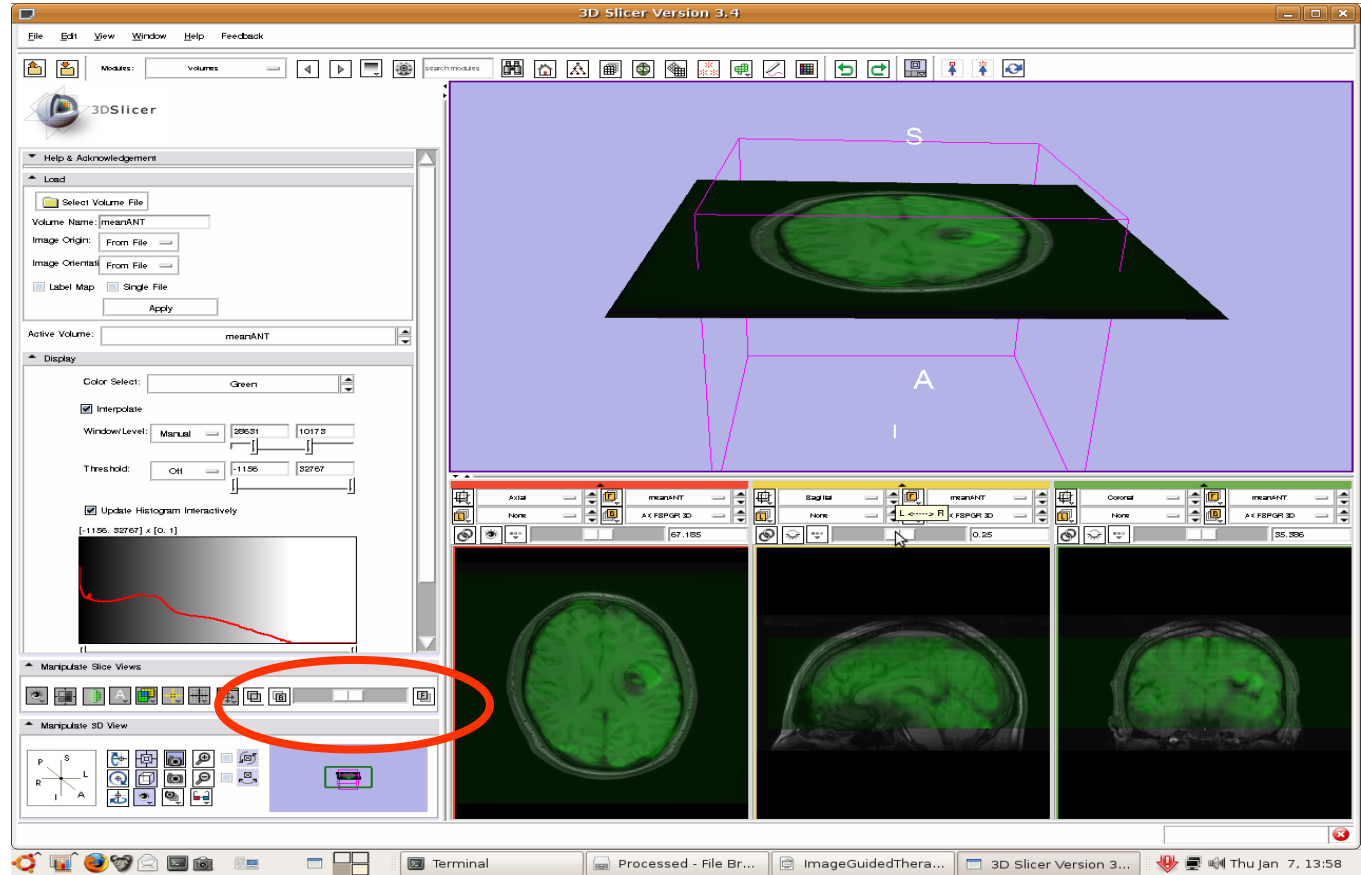 3D Slicer Version 3.4
File Edit View Window Help Feedback
Modules: Volumes search modules
3DSlicer
Help & Acknowledgement
Load
Select Volume File
Volume Name: meanANT
Image Origin: From File
Image Orientati From File
Label Map Single File
Apply
Active Volume: meanANT
Display
Color Select: Green
Interpolate
Window/Level: Manual 28631 10173
Threshold: Off -1156 32767
Update Histogram Interactively
[-1156, 32767] x [0, 1]
Manipulate Slice Views
B F
Manipulate 3D View
P S L R I A
S
A
I
Axial meanANT
None AX FSPGR 3D
67.185
Sagittal meanANT
None X FSPGR 3D
L <----> R
0.25
Coronal meanANT
None AX FSPGR 3D
35.396
Terminal Processed - File Br... ImageGuidedThera... 3D Slicer Version 3... Thu Jan 7, 13:58